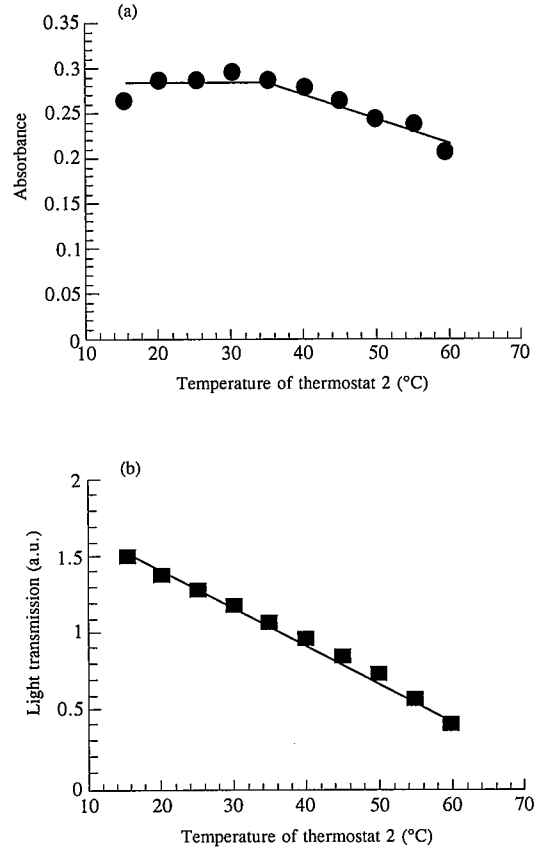 (a)
0.35
0.3
0.25
0.2
0.15
0.1
0.05
0
10 20 30 40 50 60 70
Absorbance
Temperature of thermostat 2 (°C)
(b)
2
1.5
1
0.5
0
10 20 30 40 50 60 70
Light transmission (a.u.)
Temperature of thermostat 2 (°C)